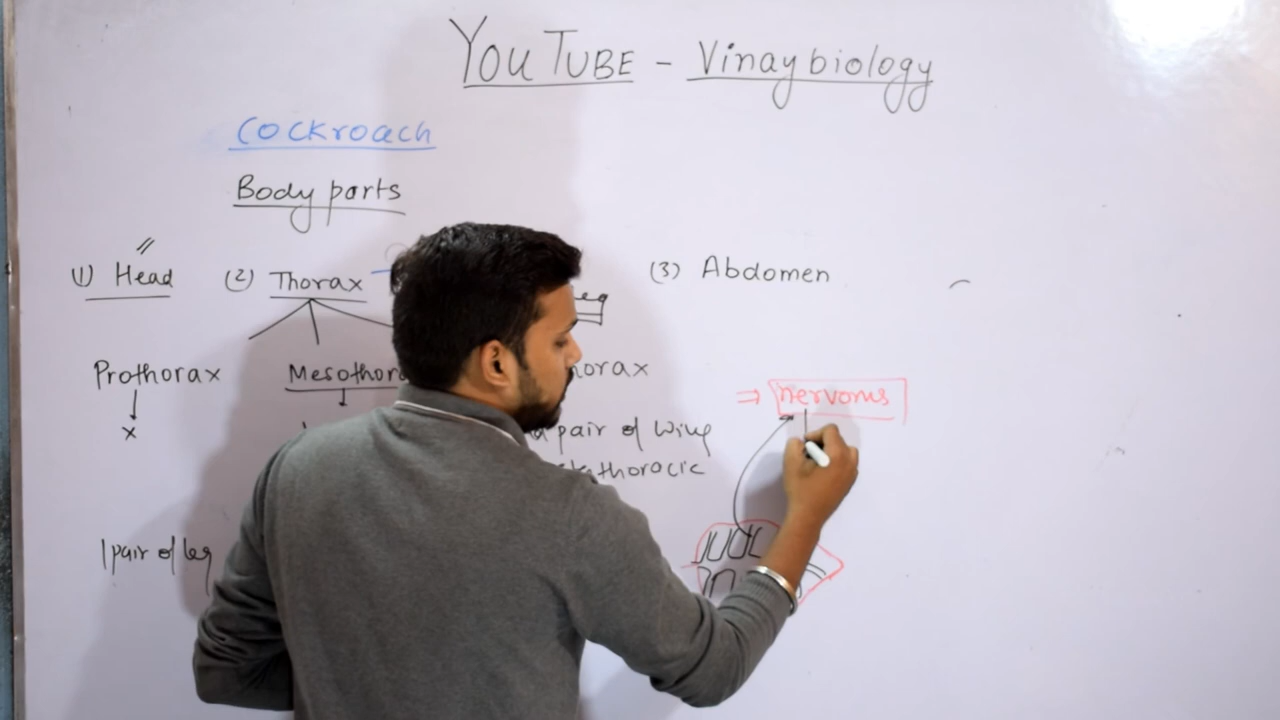 YOUTUBE - Vinaybiology
Cockroach
Body parts
(1) Head (2) Thorax (3) Abdomen
Prothorax Mesothor horax
⇒ nervous
x
pair of Wing
thoracic
1 pair of leg